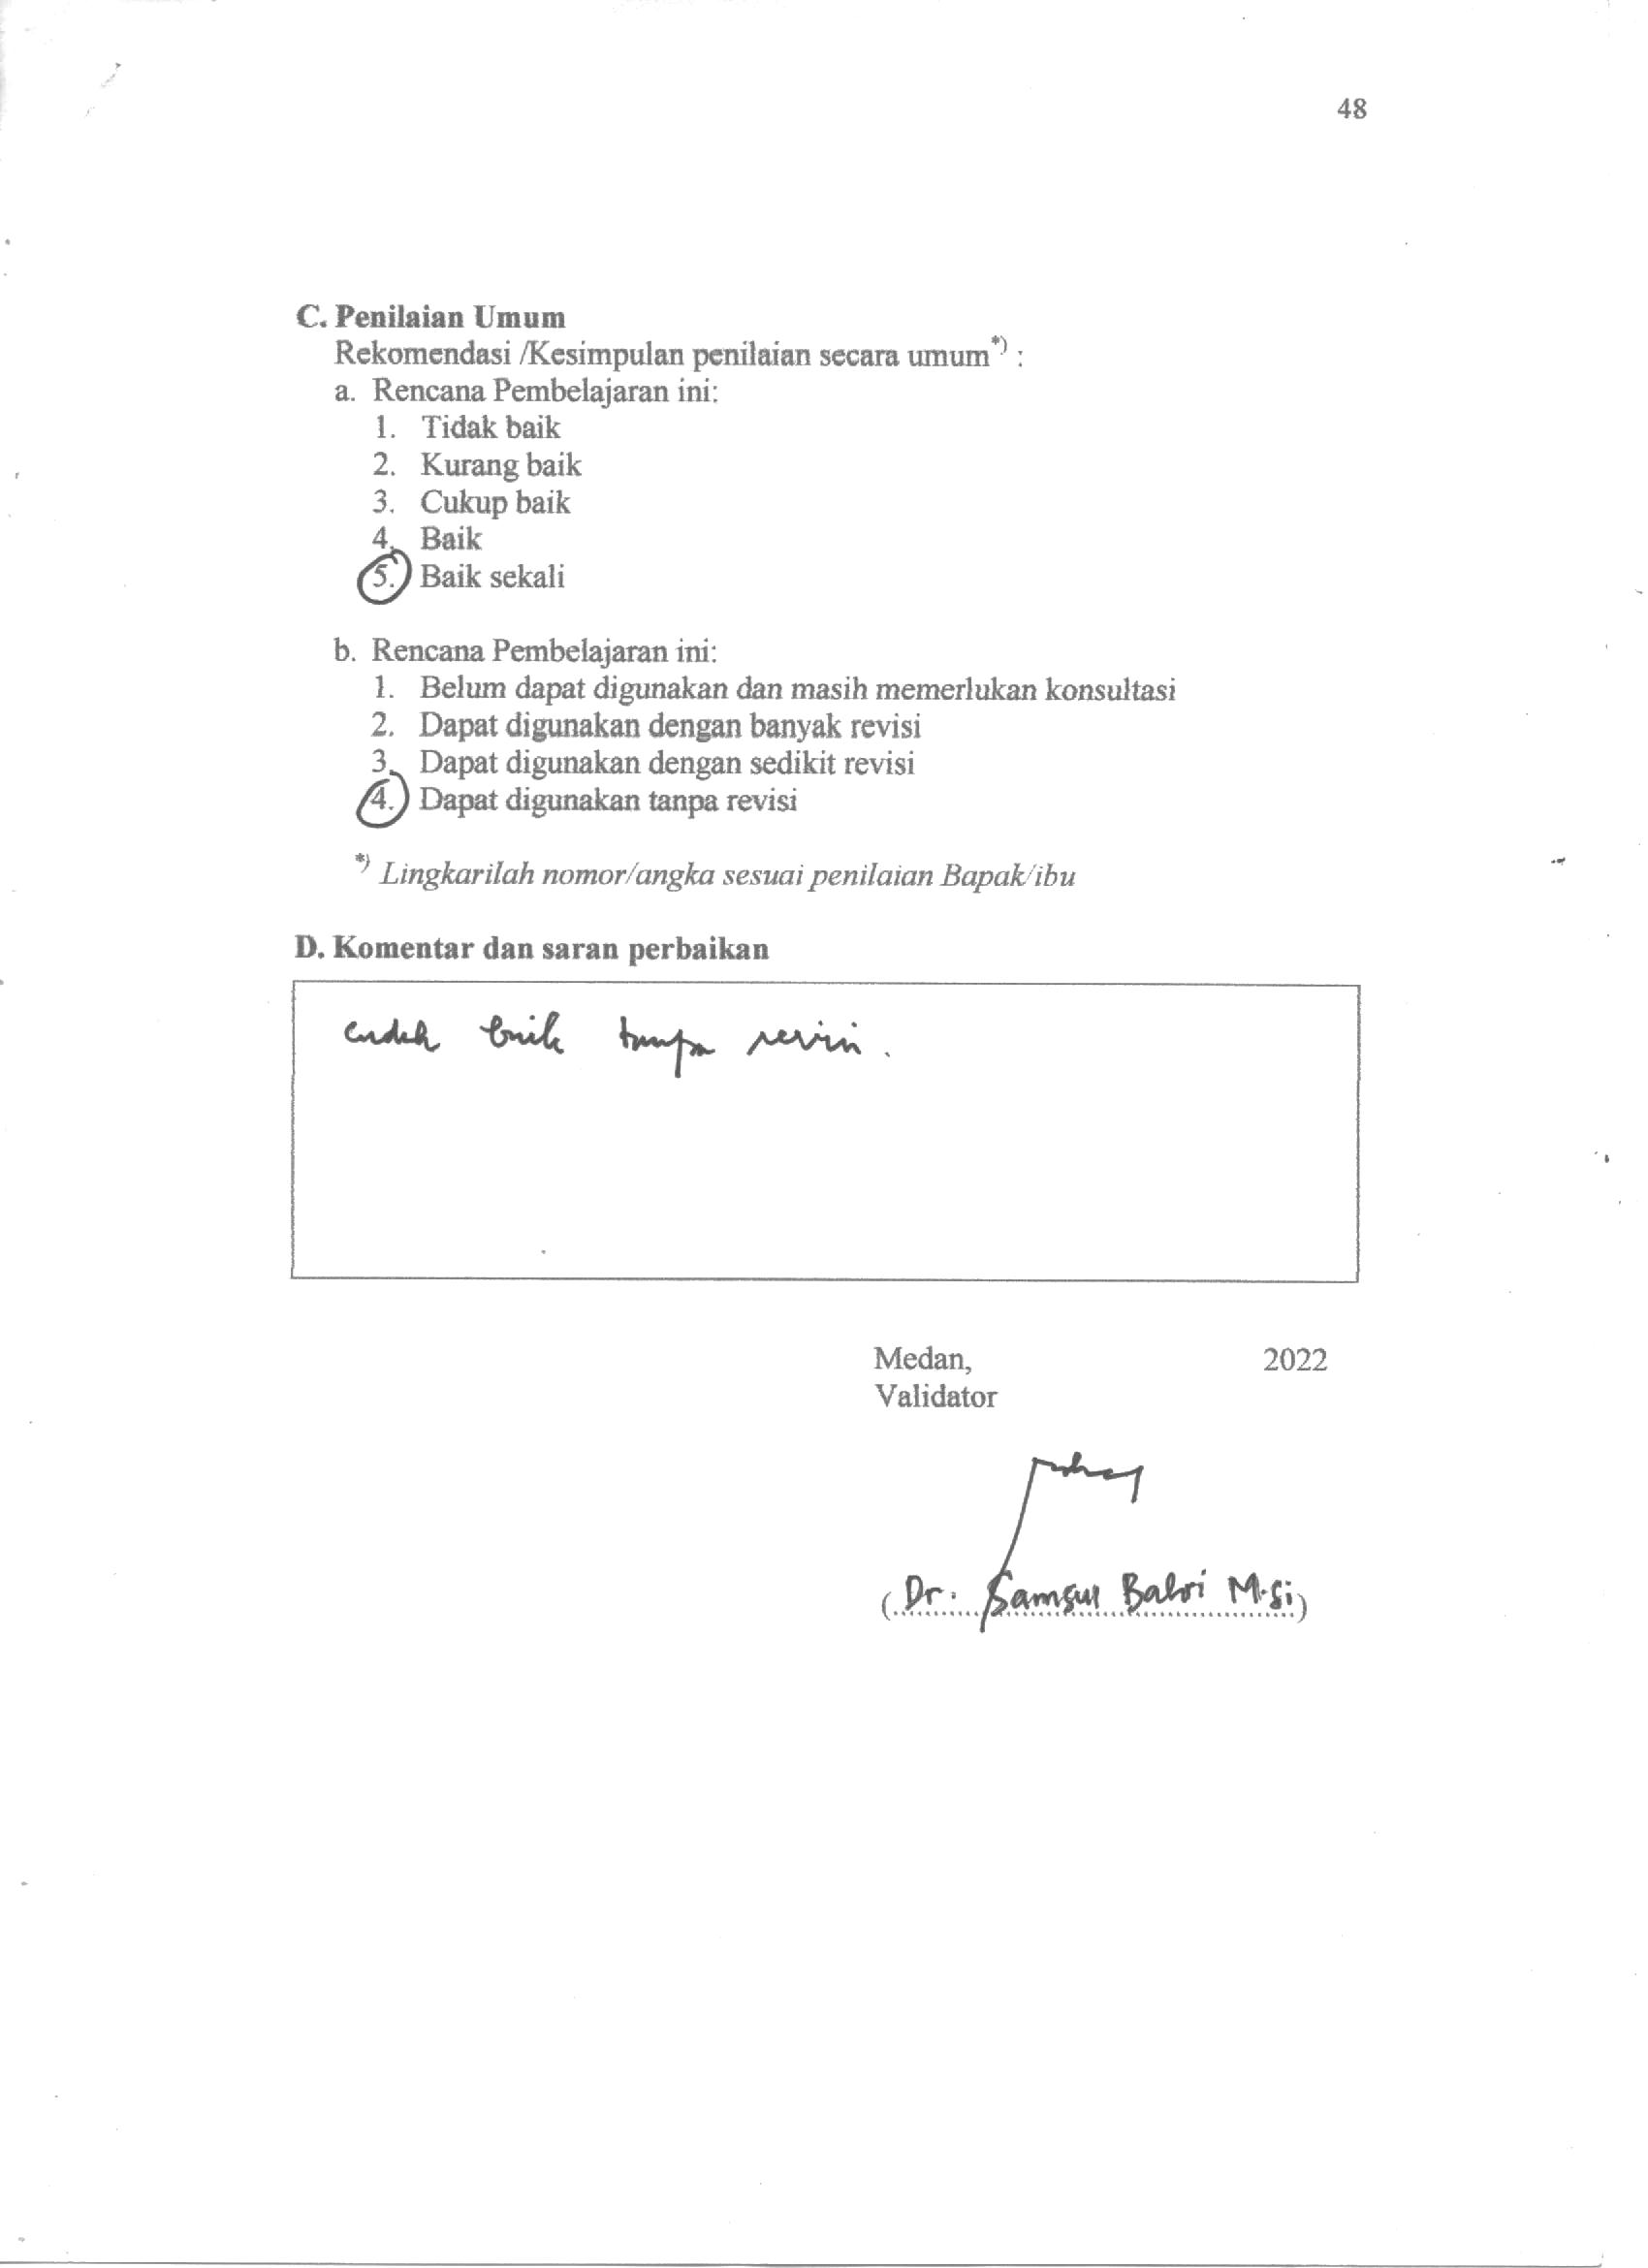 48
C. Penilaian Umum
Rekomendasi /Kesimpulan penilaian secara umum*) :
a. Rencana Pembelajaran ini:
1. Tidak baik
2. Kurang baik
3. Cukup baik
4. Baik
5. Baik sekali
b. Rencana Pembelajaran ini:
1. Belum dapat digunakan dan masih memerlukan konsultasi
2. Dapat digunakan dengan banyak revisi
3. Dapat digunakan dengan sedikit revisi
4. Dapat digunakan tanpa revisi
*) Lingkarilah nomor/angka sesuai penilaian Bapak/ibu
D. Komentar dan saran perbaikan
baik tanpa revisi .
Medan, 2022
Validator
(Dr. Samsul Bahri M.Si)